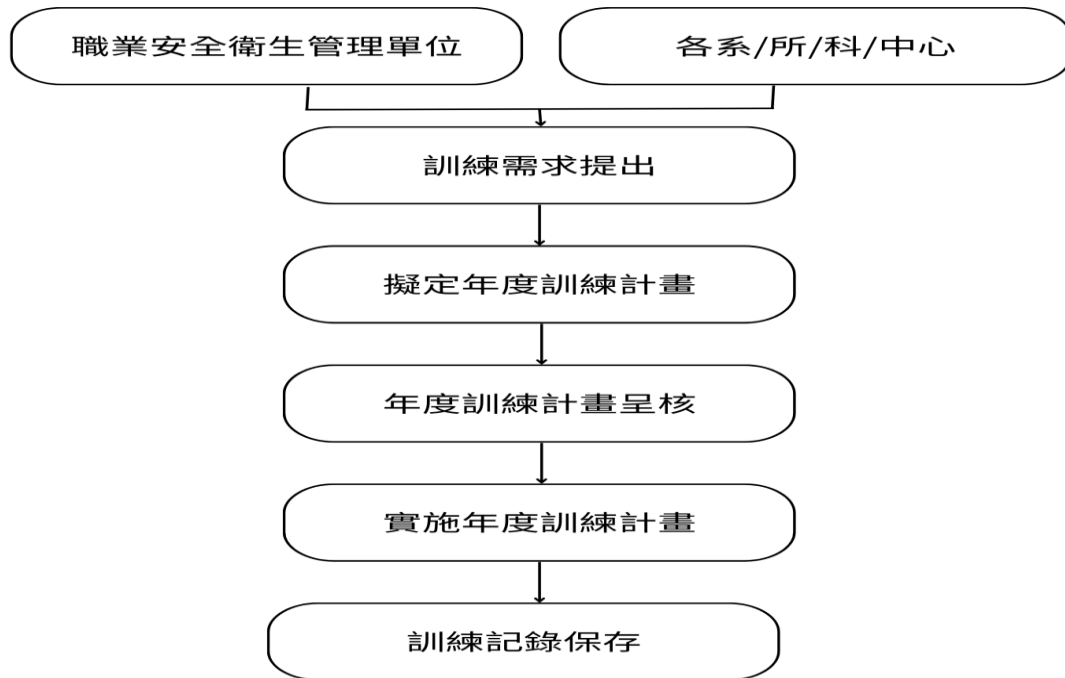 職業安全衛生管理單位
各系/所/科/中心
訓練需求提出
擬定年度訓練計畫
年度訓練計畫呈核
實施年度訓練計畫
訓練記錄保存